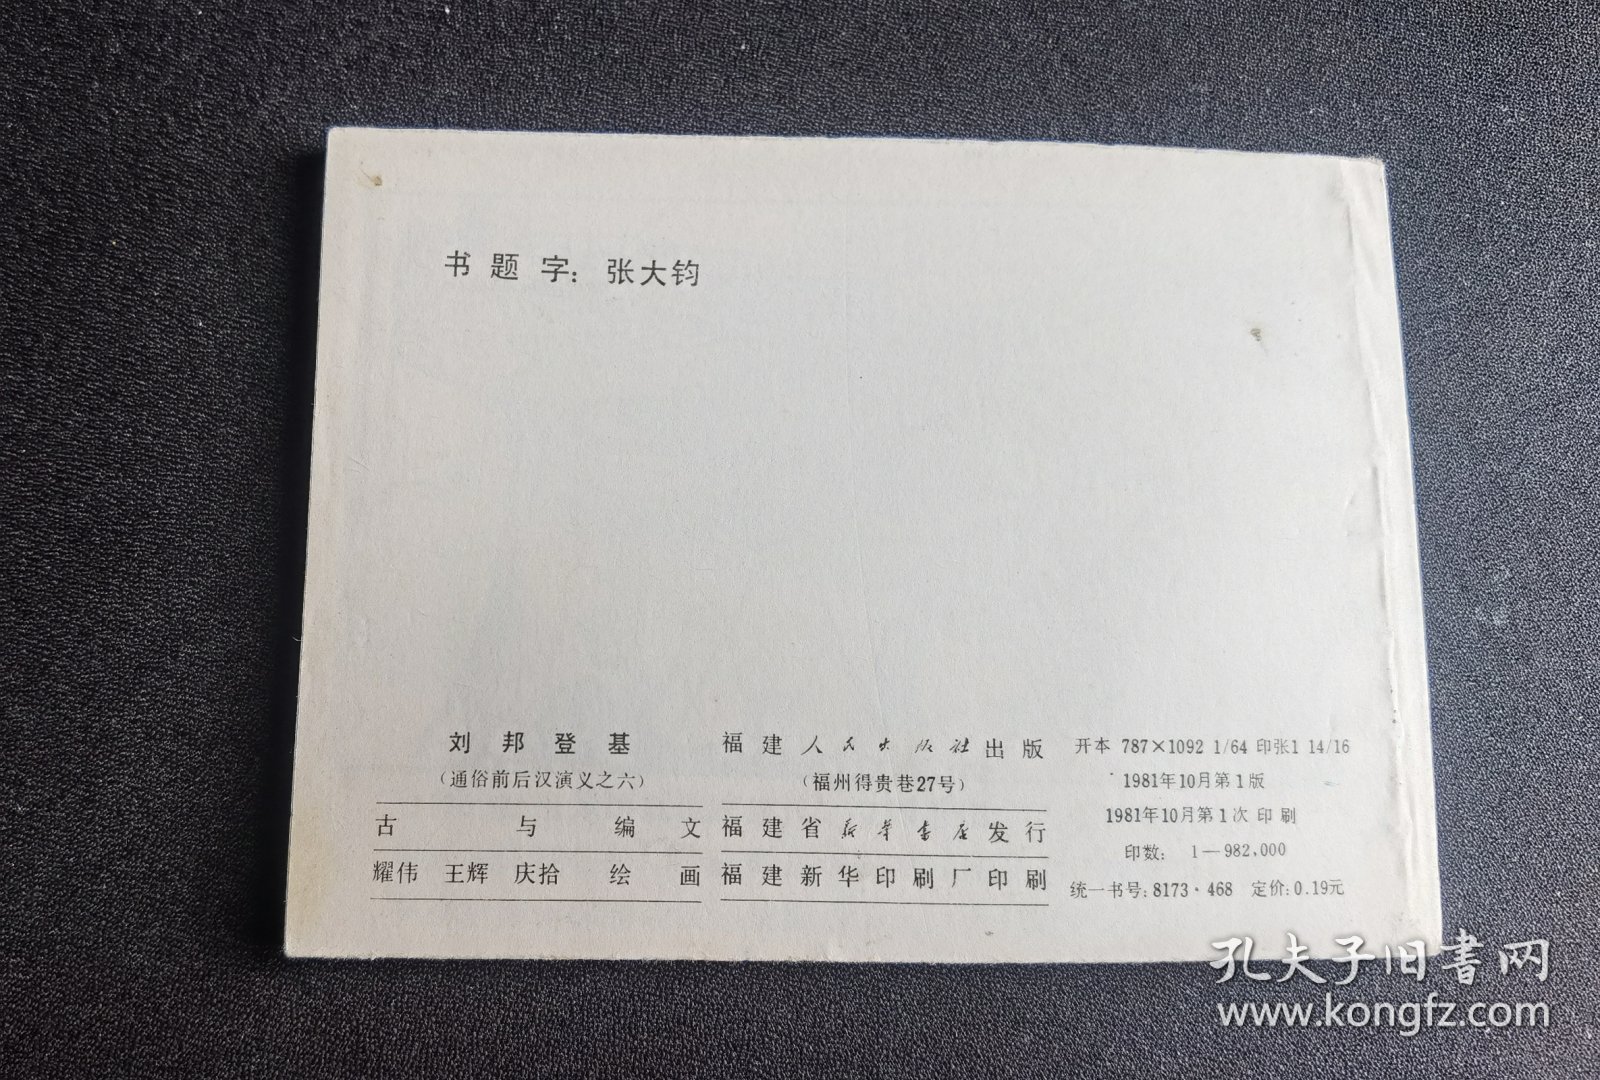 书题字：张大钧
刘邦登基
（通俗前后汉演义之六）
古与编文
耀伟 王辉 庆拾 绘画
福建人民出版社出版
（福州得贵巷27号）
福建省新华书店发行
福建新华印刷厂印刷
开本 787×1092 1/64 印张1 14/16
1981年10月第1版
1981年10月第1次印刷
印数：1—982,000
统一书号：8173·468 定价：0.19元
孔夫子旧書网
www.kongfz.com